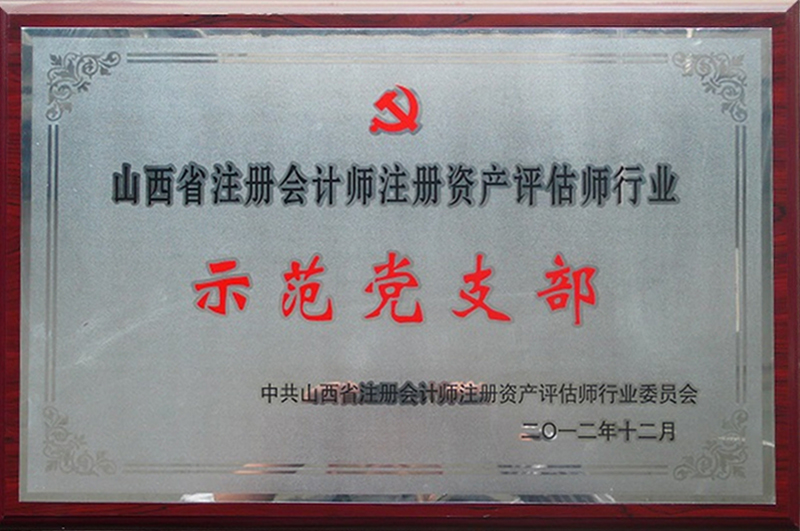 山西省注册会计师注册资产评估师行业
示范党支部
中共山西省注册会计师注册资产评估师行业委员会
二〇一二年十二月